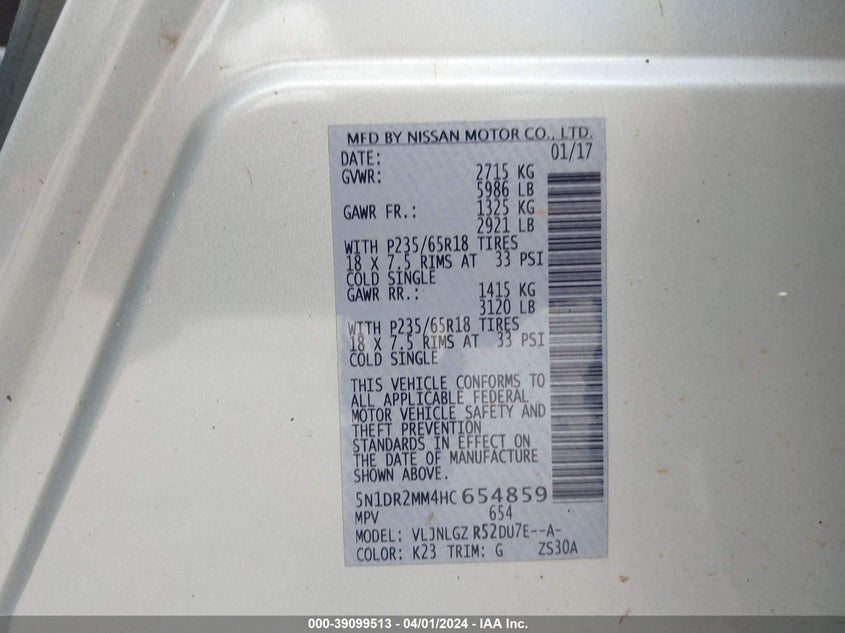 MFD BY NISSAN MOTOR CO., LTD.
DATE: 01/17
GVWR: 2715 KG
5986 LB
GAWR FR.: 1325 KG
2921 LB
WITH P235/65R18 TIRES
18 X 7.5 RIMS AT 33 PSI
COLD SINGLE
GAWR RR.: 1415 KG
3120 LB
WITH P235/65R18 TIRES
18 X 7.5 RIMS AT 33 PSI
COLD SINGLE
THIS VEHICLE CONFORMS TO
ALL APPLICABLE FEDERAL
MOTOR VEHICLE SAFETY AND
THEFT PREVENTION
STANDARDS IN EFFECT ON
THE DATE OF MANUFACTURE
SHOWN ABOVE.
5N1DR2MM4HC654859
MPV 654
MODEL: VLJNLGZ R52DU7E--A-
COLOR: K23 TRIM: G ZS30A
000-39099513 - 04/01/2024 - IAA Inc.